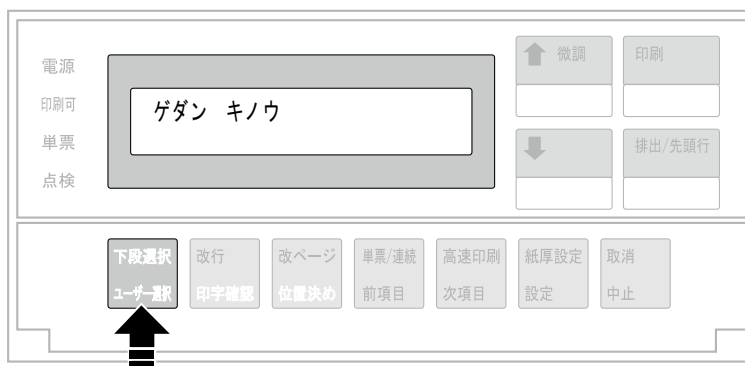 電源
印刷可
単票
点検
ゲダン キノウ
微調
印刷
排出/先頭行
下段選択
ユーザー選択
改行
印字確認
改ページ
位置決め
単票/連続
前項目
高速印刷
次項目
紙厚設定
設定
取消
中止